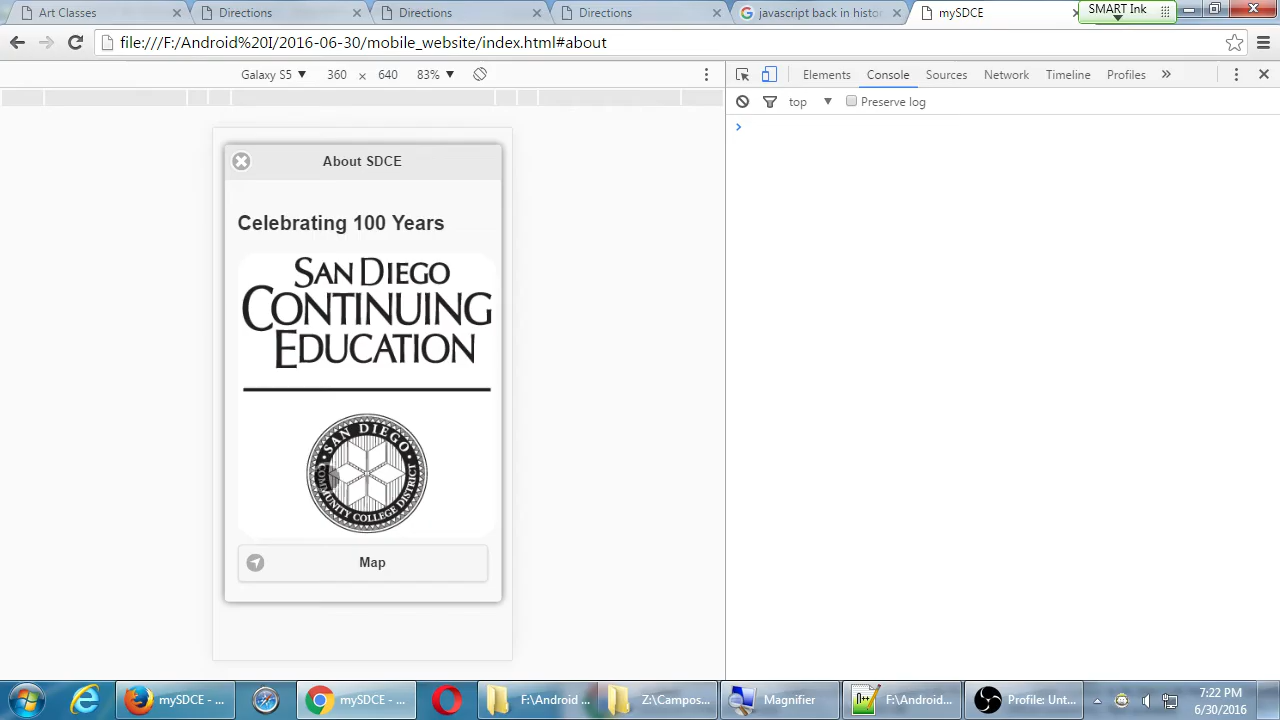 Art Classes
Directions
Directions
Directions
javascript back in histor
mySDCE
SMART Ink
file:///F:/Android%20I/2016-06-30/mobile_website/index.html#about
Galaxy S5 ▼ 360 × 640 83% ▼
Elements Console Sources Network Timeline Profiles »
top ▼ Preserve log
About SDCE
Celebrating 100 Years
SAN DIEGO
CONTINUING
EDUCATION
SAN DIEGO
COMMUNITY COLLEGE DISTRICT
Map
mySDCE - ...
mySDCE - ...
F:\Android ...
Z:\Campos...
Magnifier
F:\Android...
Profile: Unt...
7:22 PM
6/30/2016